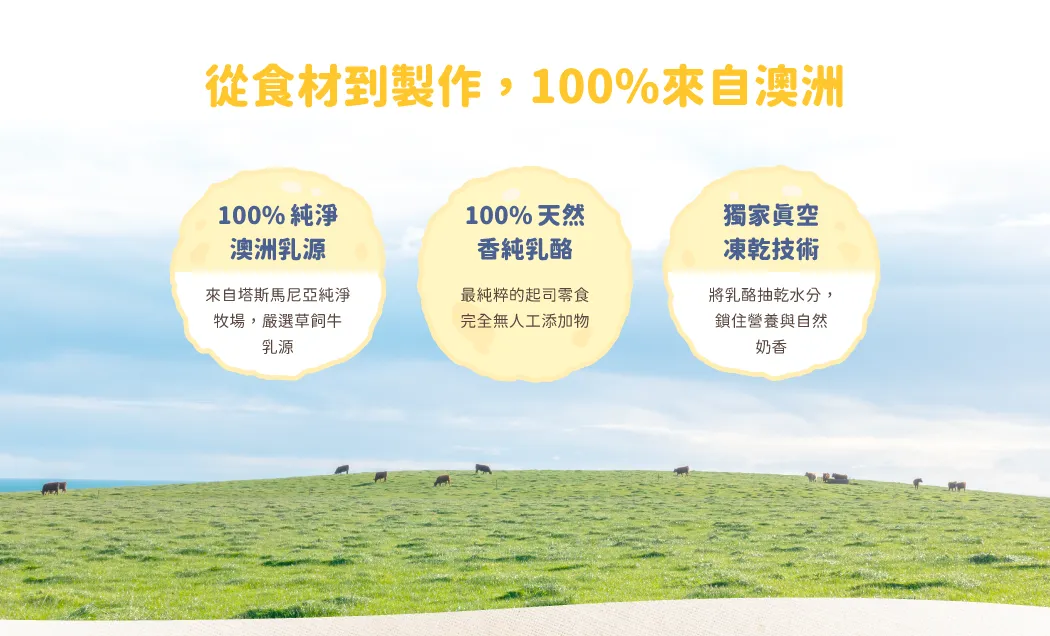 從食材到製作，100%來自澳洲
100% 純淨
澳洲乳源
來自塔斯馬尼亞純淨
牧場，嚴選草飼牛
乳源
100% 天然
香純乳酪
最純粹的起司零食
完全無人工添加物
獨家真空
凍乾技術
將乳酪抽乾水分，
鎖住營養與自然
奶香